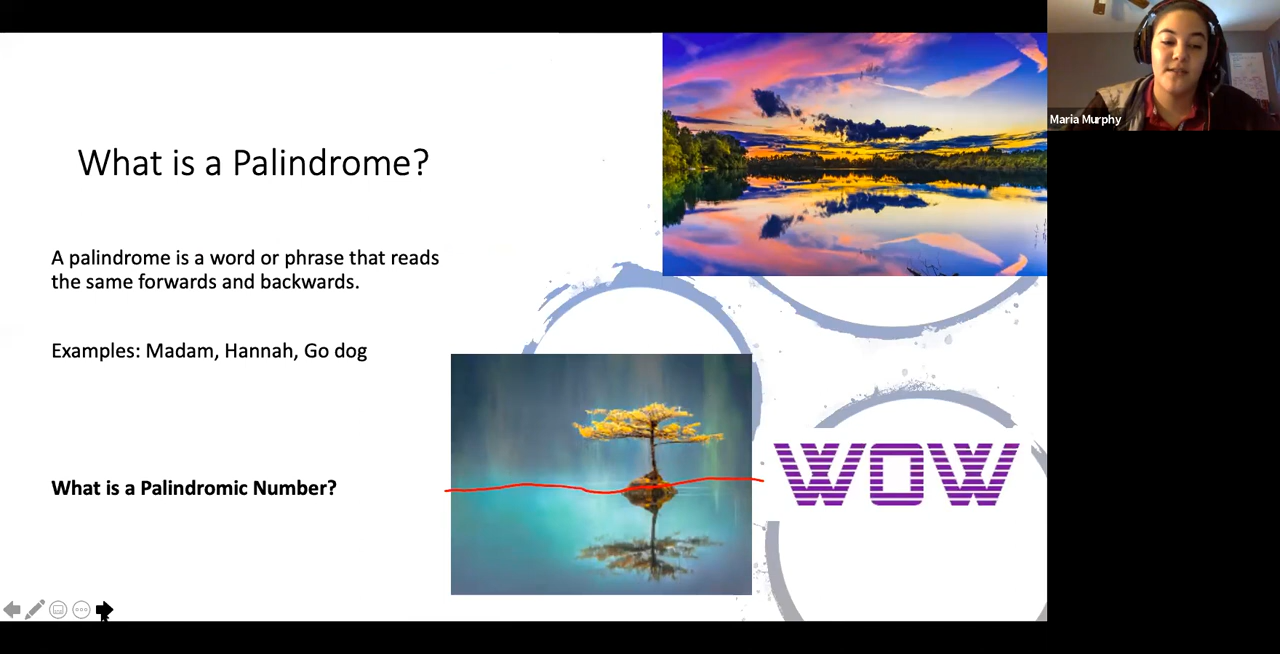 What is a Palindrome?
A palindrome is a word or phrase that reads
the same forwards and backwards.
Examples: Madam, Hannah, Go dog
What is a Palindromic Number?
WOW
Maria Murphy